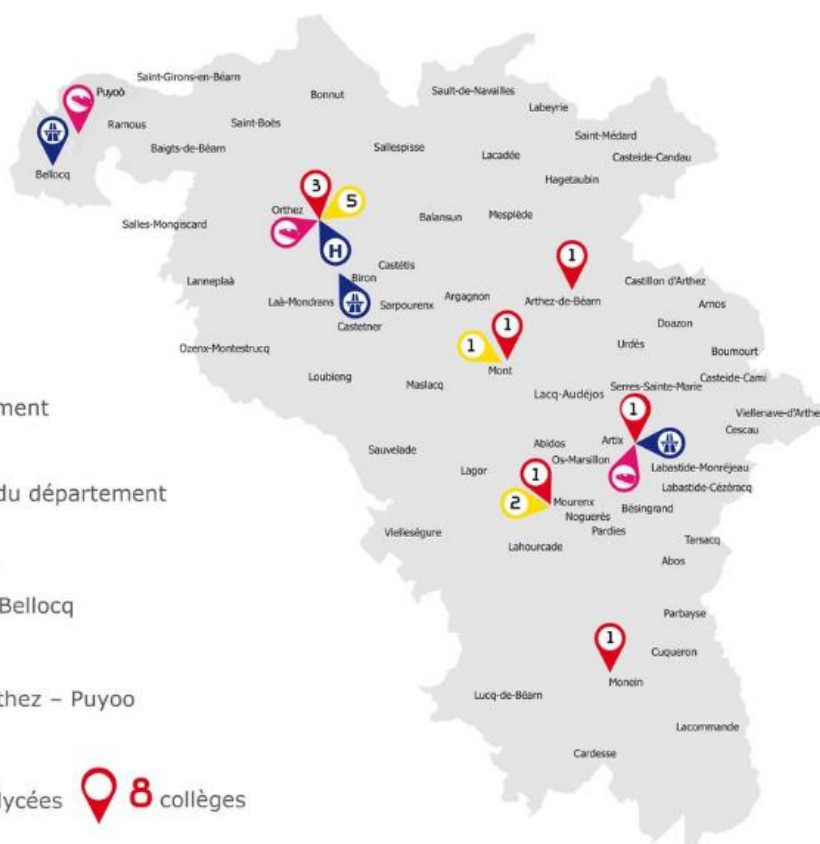 Saint-Girons-en-Béarn
Puyoô
Bonnut
Sault-de-Navailles
Labeyrie
Ramous
Saint-Boès
Saint-Médard
Baigts-de-Béarn
Sallespisse
Lacadée
Casteide-Candau
Bellocq
Hagetaubin
3
5
Orthez
Salles-Mongiscard
Balansun
Mesplède
H
1
Castétis
Biron
Lanneplaà
Castillon d'Arthez
Laà-Mondrans
Sarpourenx
Argagnon
Arthez-de-Béarn
Arnos
Castetner
1
Doazon
Ozenx-Montestrucq
1
Urdès
Boumourt
Mont
Loubieng
Maslacq
Lacq-Audéjos
Serres-Sainte-Marie
Casteide-Cami
ment
1
Viellenave-d'Arthe
Cescau
Sauvelade
Abidos
Artix
Os-Marsillon
Lagor
1
Labastide-Monréjeau
du département
2
Mourenx
Labastide-Cézéracq
Noguerès
Bésingrand
Vielleségure
Pardies
Lahourcade
Tarsacq
Abos
Bellocq
Parbayse
1
Cuqueron
Monein
thez – Puyoo
Lucq-de-Béarn
Lacommande
Cardesse
lycées 8 collèges